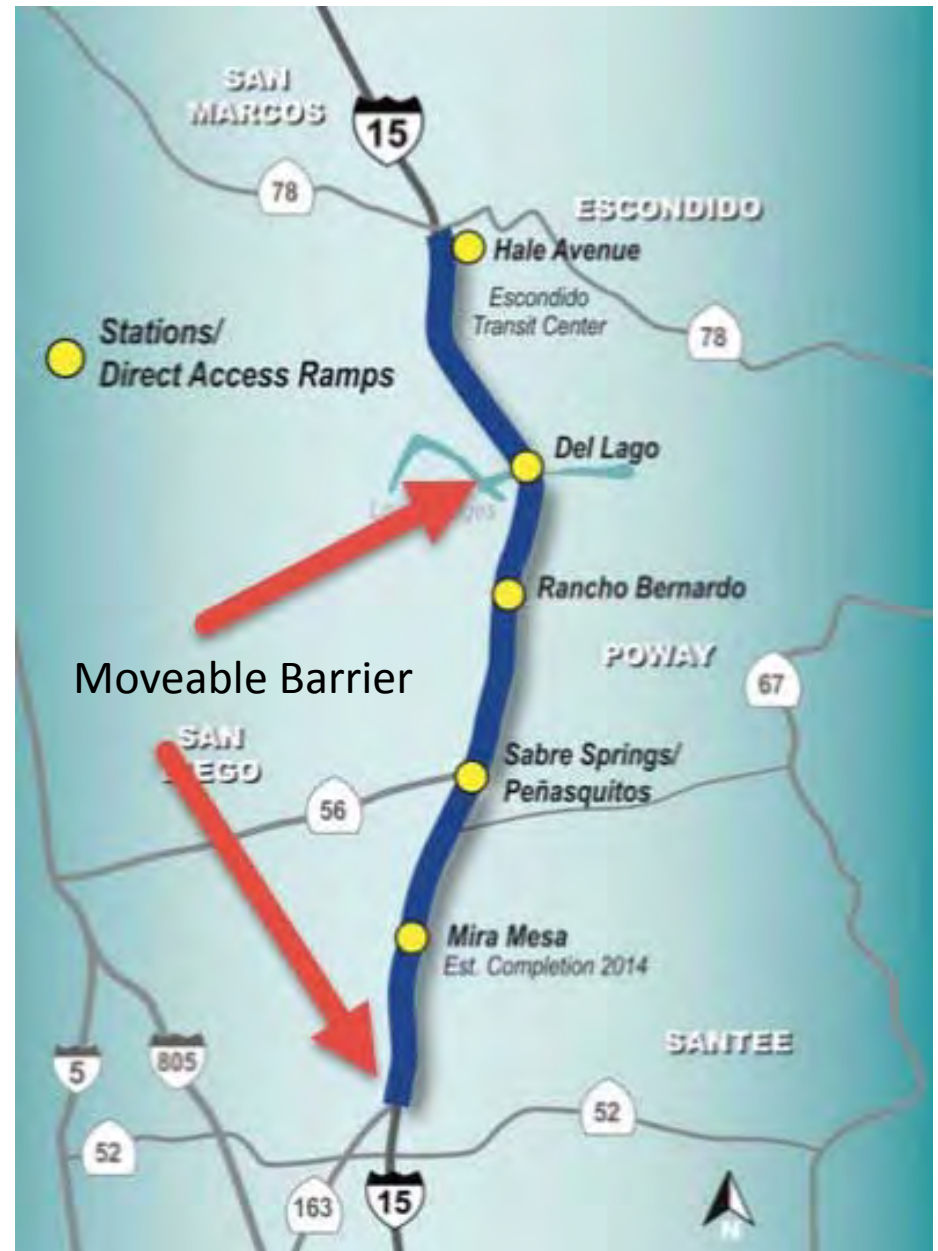 SAN
MARCOS
15
78
ESCONDIDO
Hale Avenue
Escondido
Transit Center
78
Stations/
Direct Access Ramps
Del Lago
Rancho Bernardo
POWAY
67
Moveable Barrier
SAN
Sabre Springs/
Peñasquitos
56
Mira Mesa
Est. Completion 2014
SANTEE
5
805
52
52
163
15
N